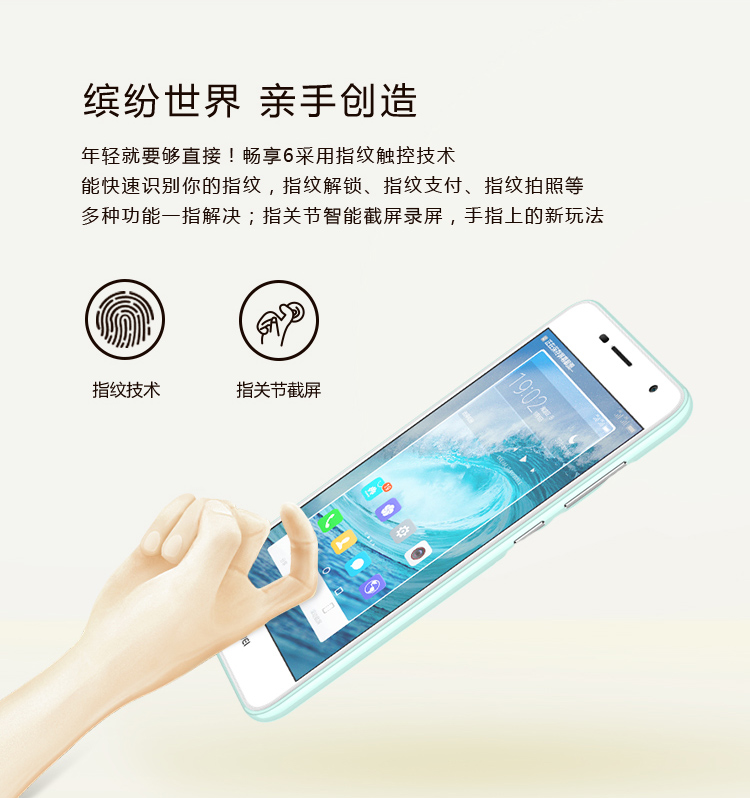 缤纷世界 亲手创造
年轻就要够直接！畅享6采用指纹触控技术
能快速识别你的指纹，指纹解锁、指纹支付、指纹拍照等
多种功能一指解决；指关节智能截屏录屏，手指上的新玩法
指纹技术
指关节截屏
19:02